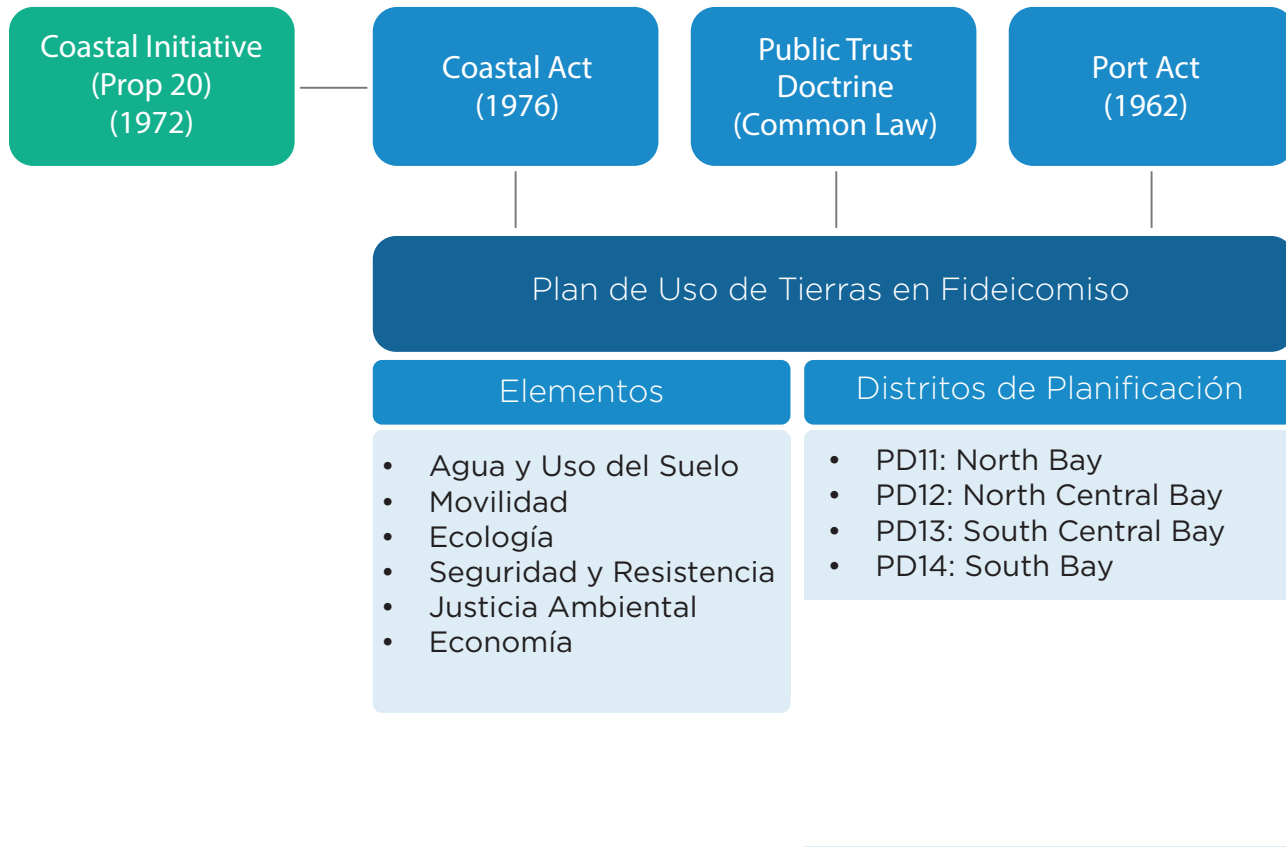 Coastal Initiative
(Prop 20)
(1972)
Coastal Act
(1976)
Public Trust
Doctrine
(Common Law)
Port Act
(1962)
Plan de Uso de Tierras en Fideicomiso
Elementos
• Agua y Uso del Suelo
• Movilidad
• Ecología
• Seguridad y Resistencia
• Justicia Ambiental
• Economía
Distritos de Planificación
• PD11: North Bay
• PD12: North Central Bay
• PD13: South Central Bay
• PD14: South Bay